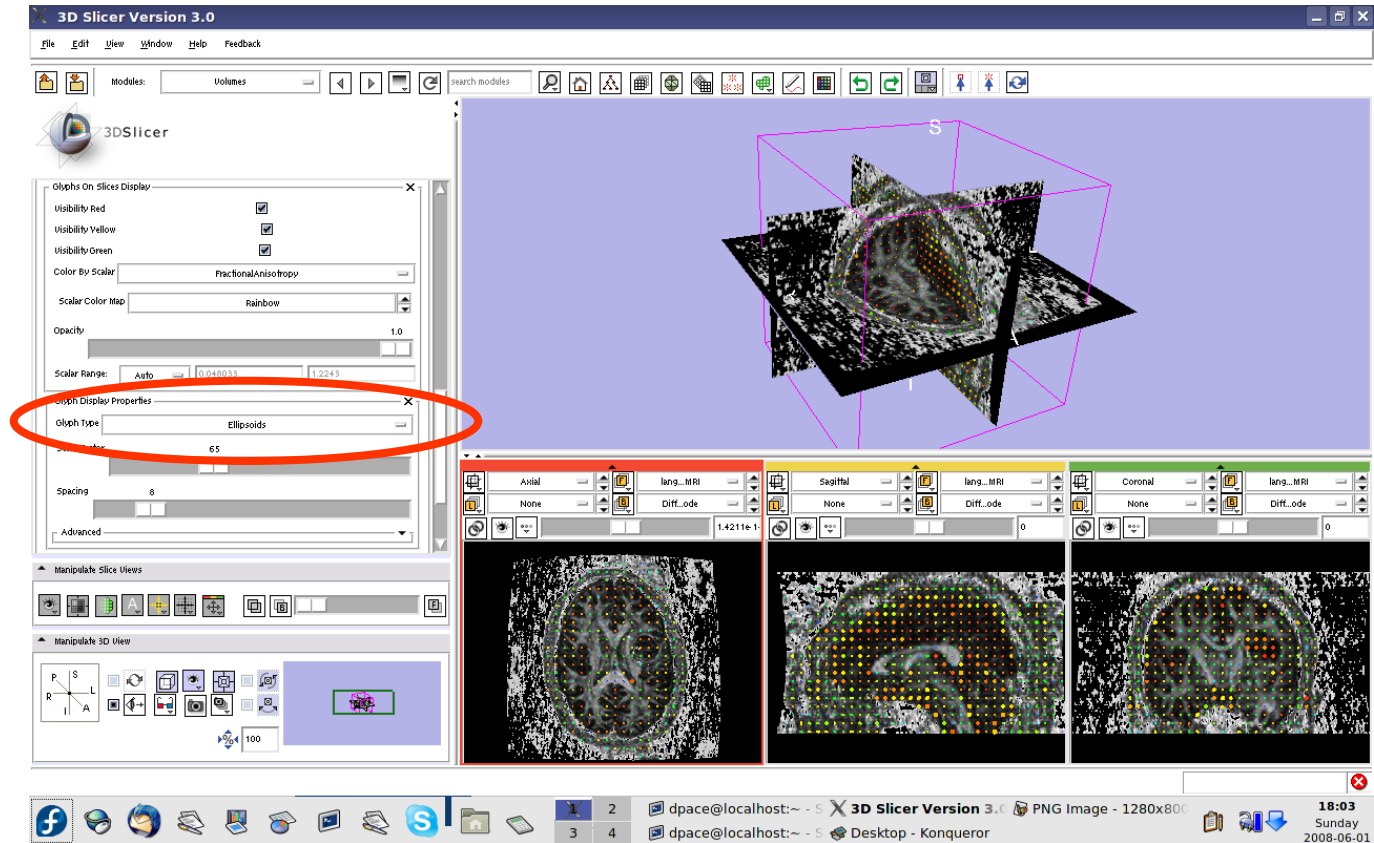 3D Slicer Version 3.0
File Edit View Window Help Feedback
Modules: Volumes search modules
3DSlicer
Glyphs On Slices Display
Visibility Red
Visibility Yellow
Visibility Green
Color By Scalar FractionalAnisotropy
Scalar Color Map Rainbow
Opacity 1.0
Scalar Range: Auto 0.048033 1.2243
Glyph Display Properties
Glyph Type Ellipsoids
65
Spacing 8
Advanced
Manipulate Slice Views
Manipulate 3D View
P S
R L
I A
100
S
A
I
Axial lang...MRI
None Diff...ode
1.4211e-1
Sagittal lang...MRI
None Diff...ode
0
Coronal lang...MRI
None Diff...ode
0
1 2
3 4
dpace@localhost:~ - S
3D Slicer Version 3.0
PNG Image - 1280x800
dpace@localhost:~ - S
Desktop - Konqueror
18:03
Sunday
2008-06-01